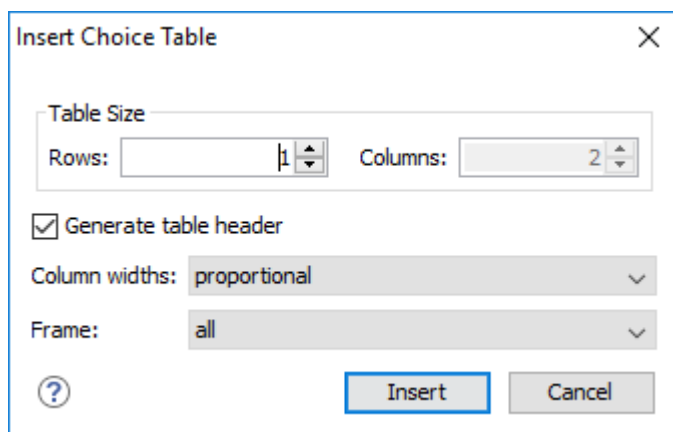 Insert Choice Table
Table Size
Rows: 1 Columns: 2
Generate table header
Column widths: proportional
Frame: all
? Insert Cancel